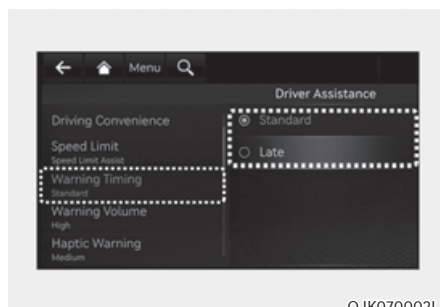 Menu
Driver Assistance
Driving Convenience
Speed Limit
Speed Limit Assist
Warning Timing
Standard
Warning Volume
High
Haptic Warning
Medium
Standard
Late